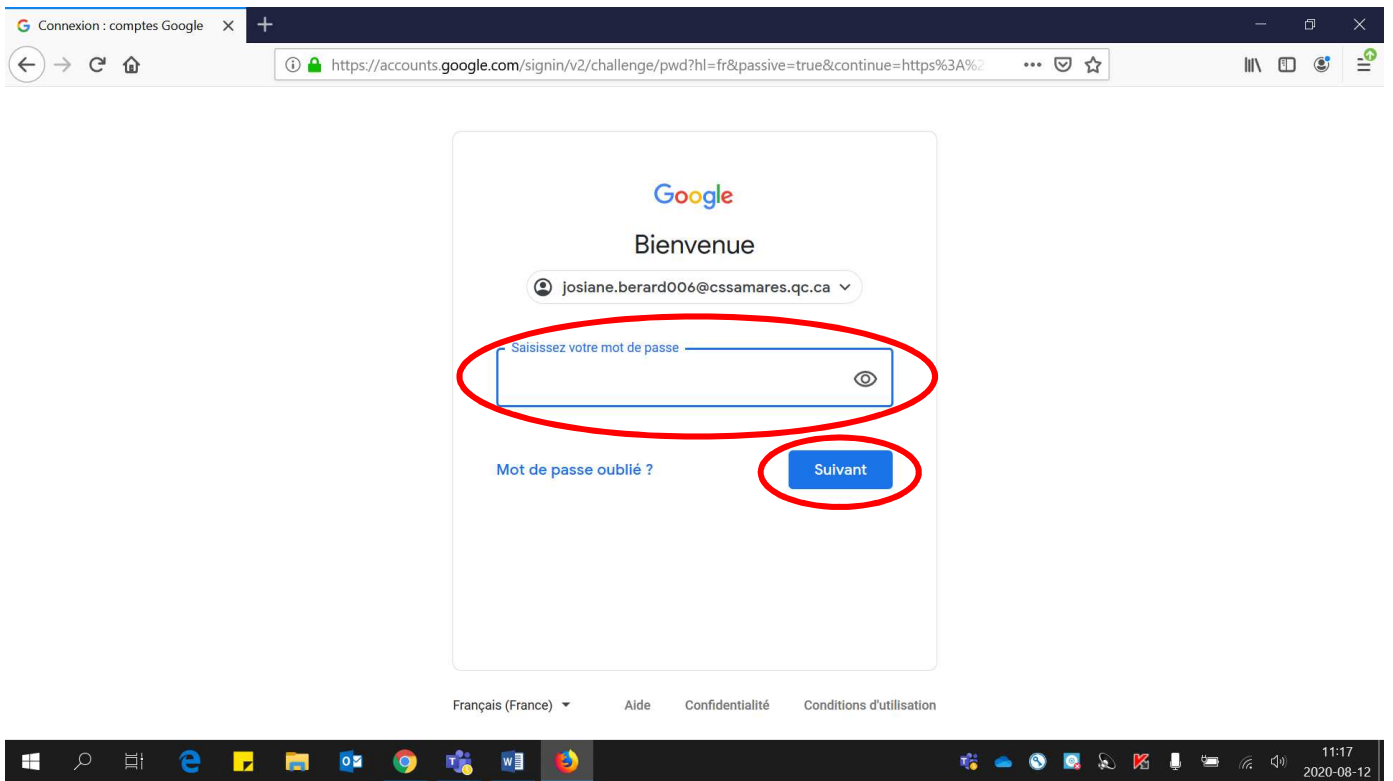 Connexion : comptes Google
https://accounts.google.com/signin/v2/challenge/pwd?hl=fr&passive=true&continue=https%3A%2
Google
Bienvenue
josiane.berard006@cssamares.qc.ca
Saisissez votre mot de passe
Mot de passe oublié ?
Suivant
Français (France)
Aide
Confidentialité
Conditions d'utilisation
11:17
2020-08-12